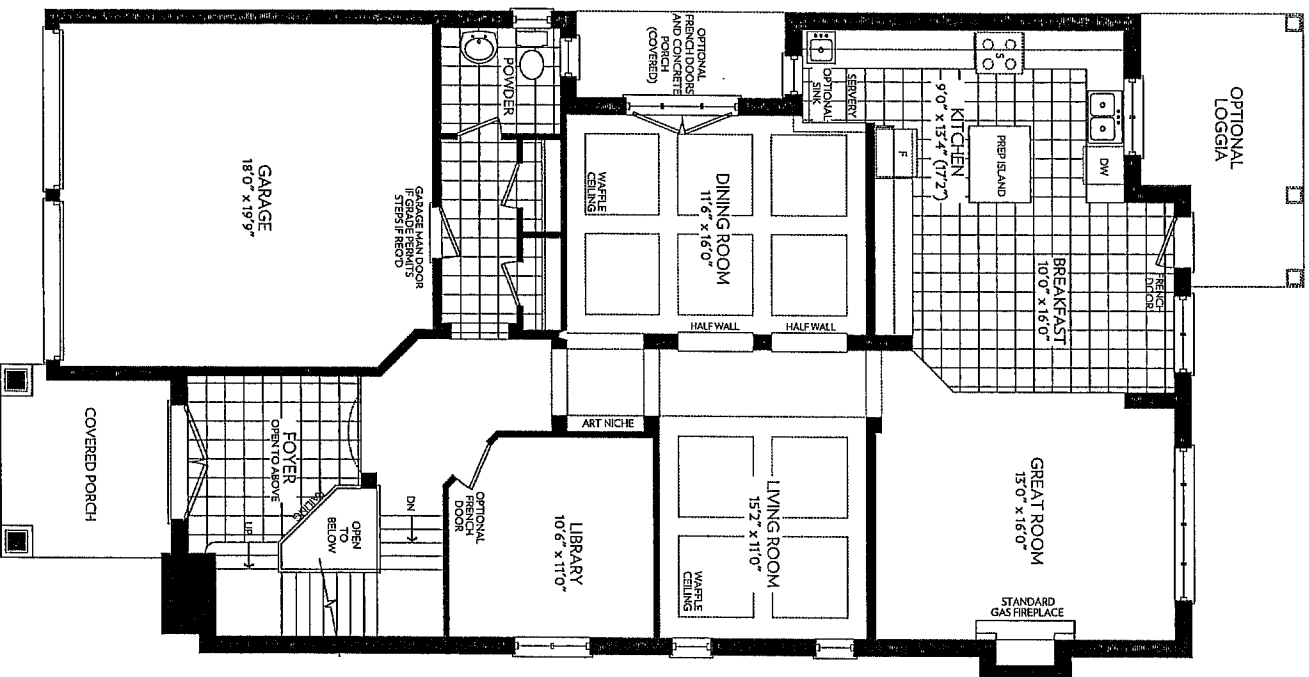 OPTIONAL
LOGGIA
OPTIONAL
FRENCH DOORS
AND CONCRETE
PORCH
(COVERED)
OPTIONAL
SINK
SERVERY
S
KITCHEN
9'0" x 13'4" (17'2")
PREP ISLAND
DW
F
BREAKFAST
10'0" x 16'0"
FRENCH
DOOR
POWDER
DINING ROOM
11'6" x 16'0"
WAFFLE
CEILING
HALF WALL
HALF WALL
GARAGE
18'0" x 19'9"
GARAGE MAN DOOR
IF GRADE PERMITS
STEPS IF REQ'D
GREAT ROOM
13'0" x 16'0"
STANDARD
GAS FIREPLACE
LIVING ROOM
15'2" x 11'0"
WAFFLE
CEILING
ART NICHE
LIBRARY
10'6" x 11'0"
OPTIONAL
FRENCH
DOOR
FOYER
OPEN TO ABOVE
RAILING
OPEN
TO
BELOW
DN
UP
COVERED PORCH